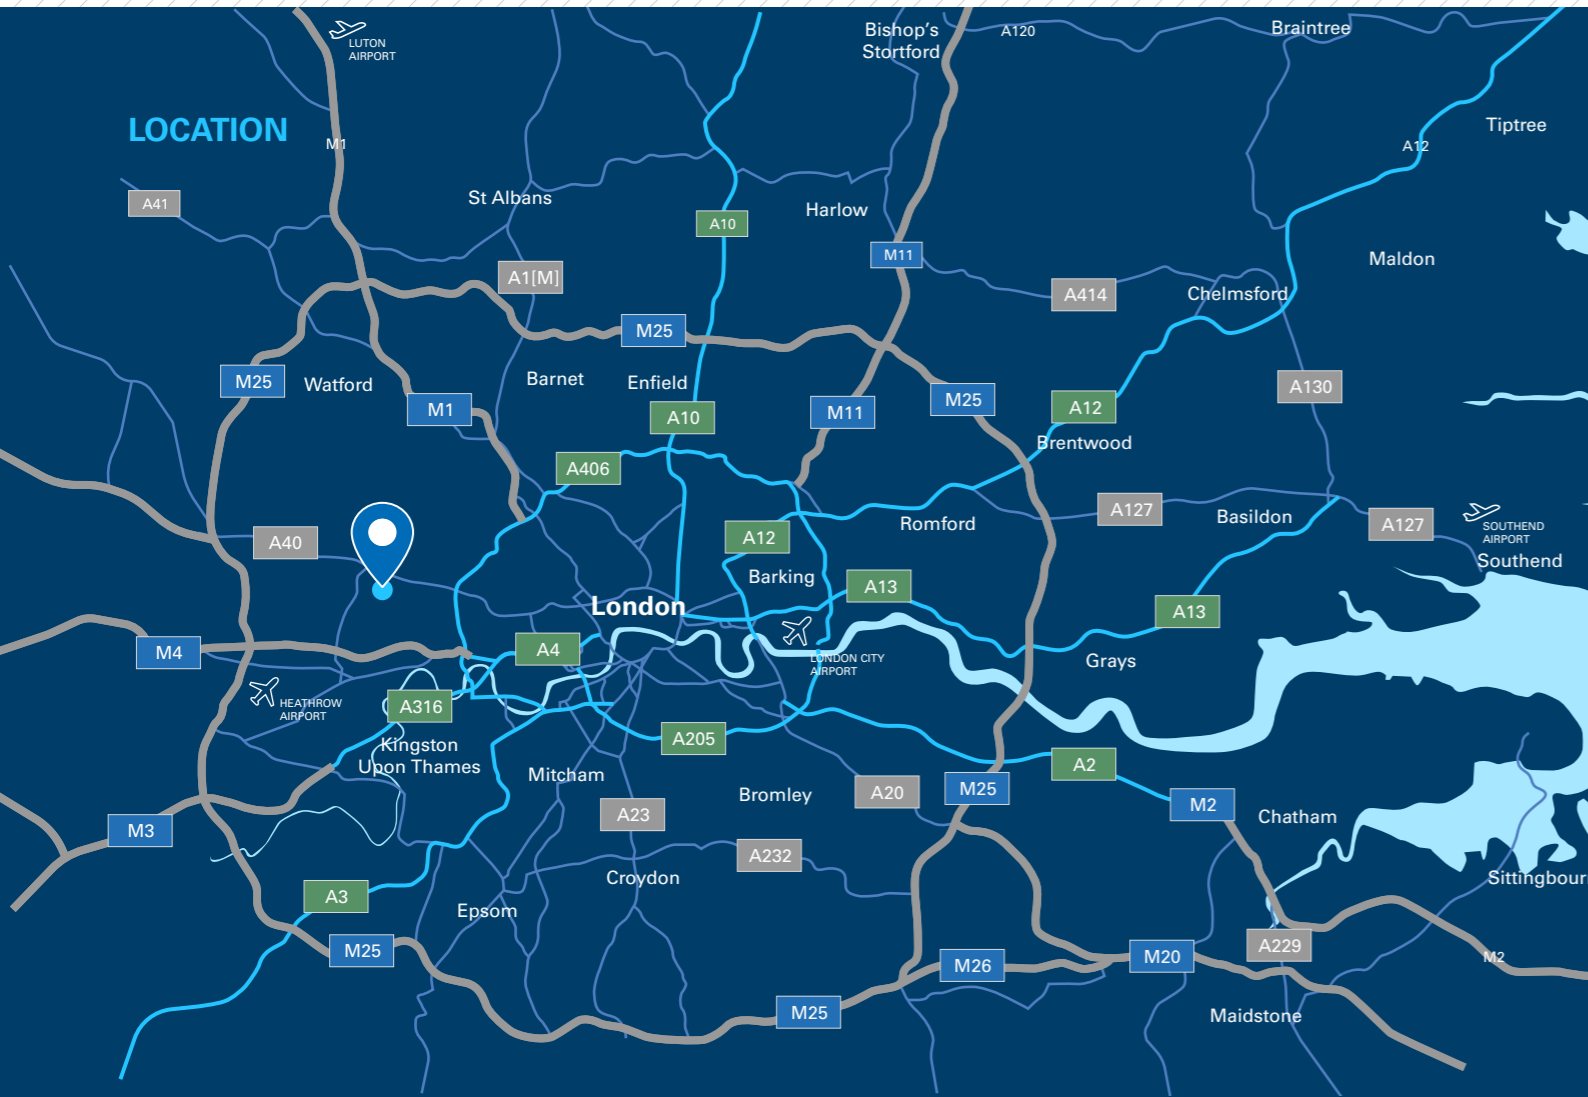 LUTON
AIRPORT
Bishop's
Stortford
A120
Braintree
LOCATION
M1
Tiptree
A12
A41
St Albans
Harlow
A10
M11
Maldon
A1[M]
A414
Chelmsford
M25
M25
Watford
Barnet
Enfield
A130
M1
A10
M11
M25
A12
Brentwood
A406
A127
Basildon
A127
SOUTHEND
AIRPORT
Southend
Romford
A40
A12
Barking
A13
London
A13
M4
A4
LONDON CITY
AIRPORT
Grays
HEATHROW
AIRPORT
A316
Kingston
Upon Thames
A205
A2
Mitcham
Bromley
A20
M25
M2
Chatham
A23
M3
A232
Croydon
Sittingbour
A3
Epsom
M25
A229
M26
M20
M2
M25
Maidstone